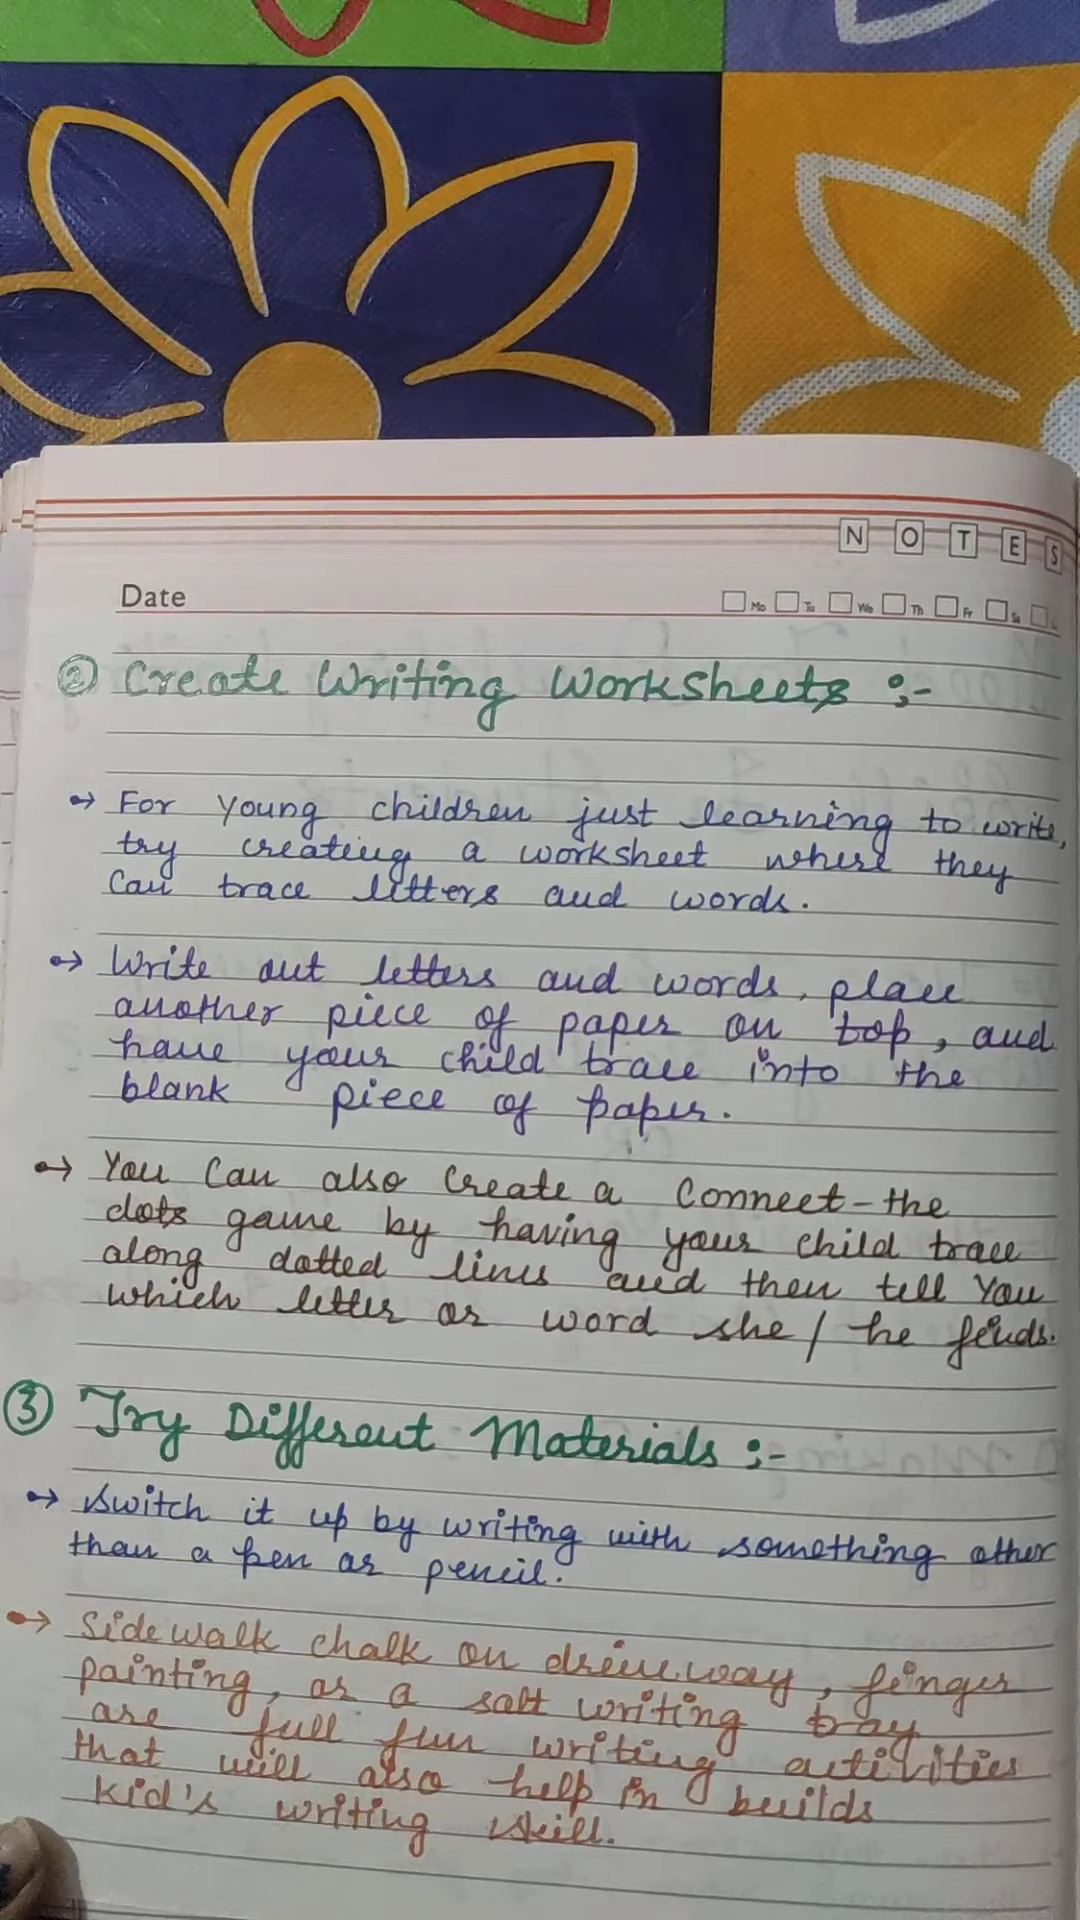 N O T E S
Date
Mo Tu We Th Fr Sa
② Create Writing Worksheets :-
→ For young children just learning to write,
try creating a worksheet where they
Can trace letters and words.
→ Write out letters and words, place
another piece of paper on top, and
have your child trace into the
blank piece of paper.
→ You Can also Create a Connect-the
dots game by having your child trace
along dotted lines and then tell You
which letter or word she / he finds.
③ Try Different Materials :-
→ Switch it up by writing with something other
than a pen or pencil.
→ Sidewalk chalk on driveway, finger
painting, or a salt writing tray
are full fun writing activities
that will also help in builds
Kid's writing skill.